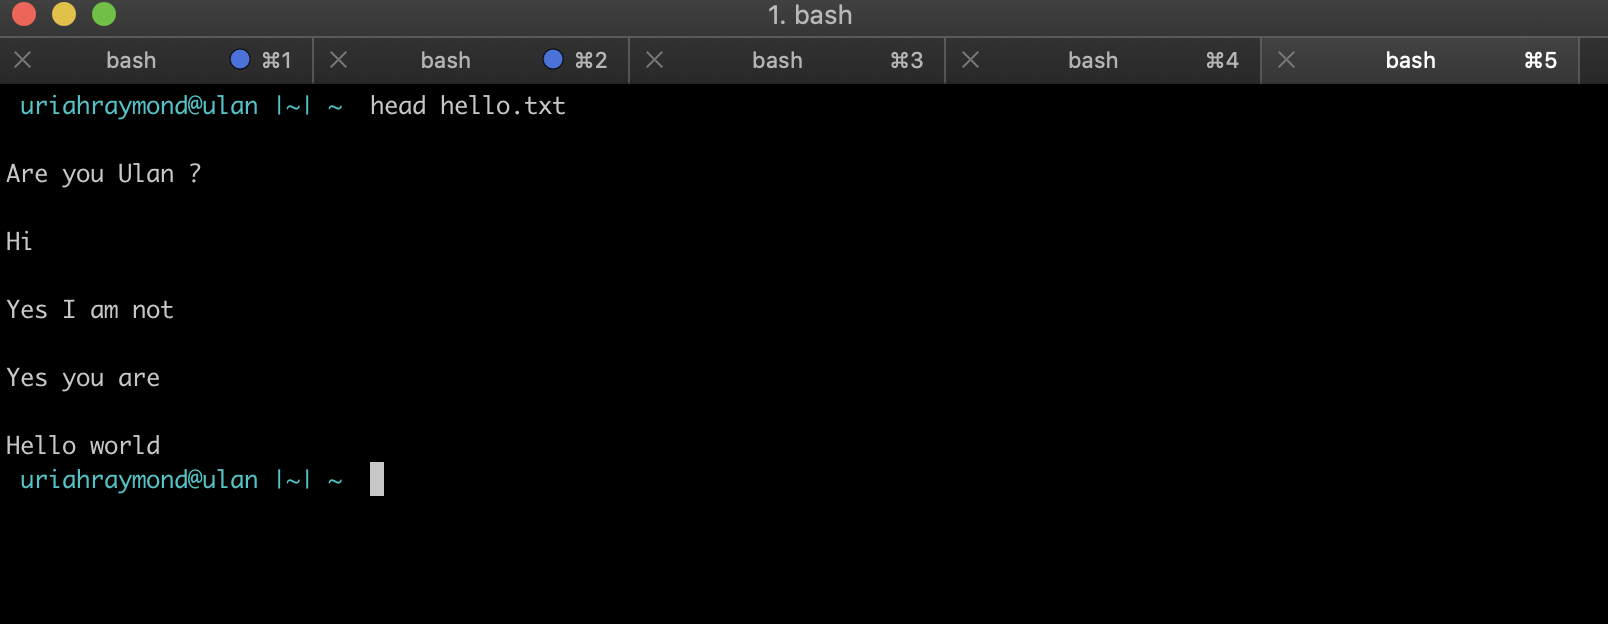 1. bash
bash ⌘1 bash ⌘2 bash ⌘3 bash ⌘4 bash ⌘5
uriahraymond@ulan |~| ~ head hello.txt
Are you Ulan ?
Hi
Yes I am not
Yes you are
Hello world
uriahraymond@ulan |~| ~